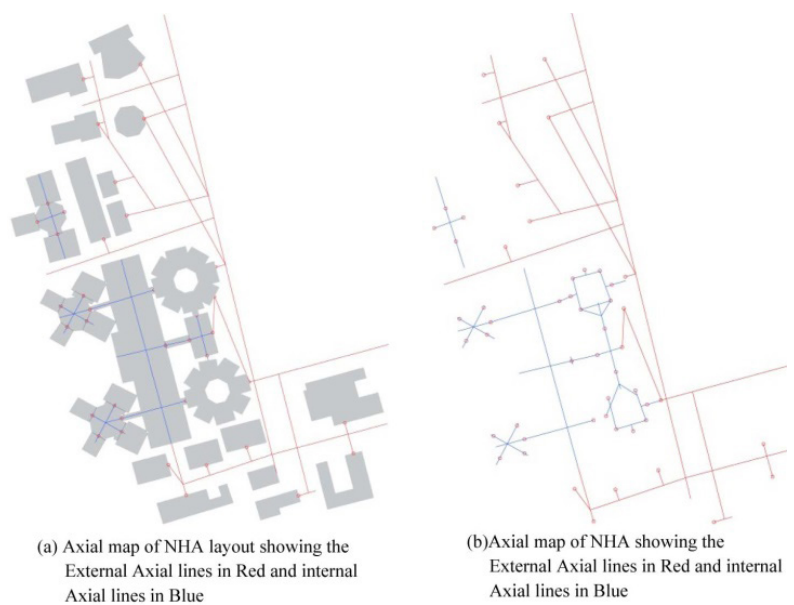 (a) Axial map of NHA layout showing the
External Axial lines in Red and internal
Axial lines in Blue
(b)Axial map of NHA showing the
External Axial lines in Red and internal
Axial lines in Blue